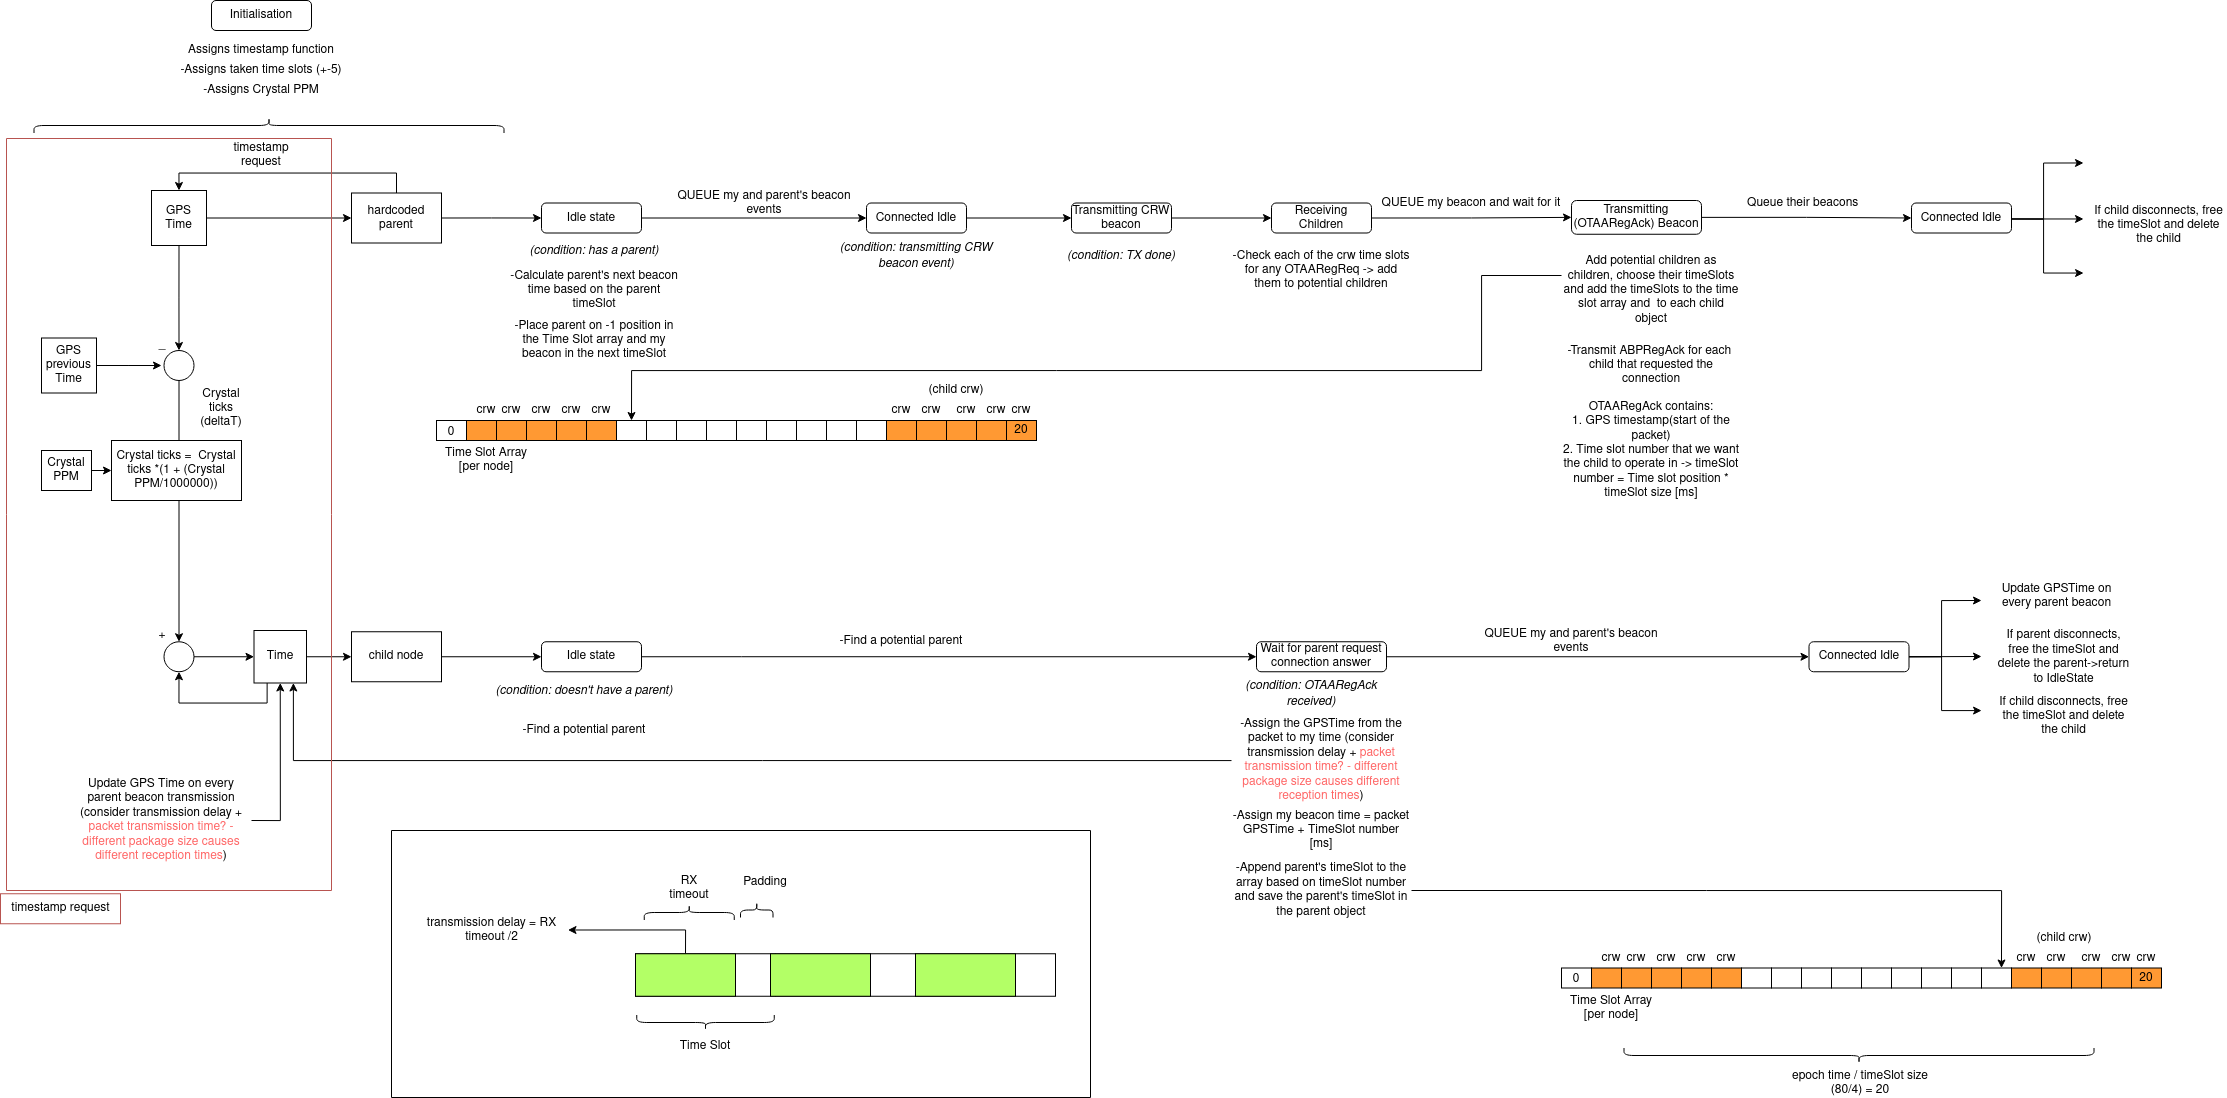 Initialisation
Assigns timestamp function
-Assigns taken time slots (+-5)
-Assigns Crystal PPM
timestamp
request
GPS
Time
hardcoded
parent
Idle state
(condition: has a parent)
-Calculate parent's next beacon
time based on the parent
timeSlot
-Place parent on -1 position in
the Time Slot array and my
beacon in the next timeSlot
QUEUE my and parent's beacon
events
Connected Idle
(condition: transmitting CRW
beacon event)
Transmitting CRW
beacon
(condition: TX done)
Receiving
Children
-Check each of the crw time slots
for any OTAARegReq -> add
them to potential children
QUEUE my beacon and wait for it
Transmitting
(OTAARegAck) Beacon
Add potential children as
children, choose their timeSlots
and add the timeSlots to the time
slot array and  to each child
object
-Transmit ABPRegAck for each
child that requested the
connection
OTAARegAck contains:
1. GPS timestamp(start of the
packet)
2. Time slot number that we want
the child to operate in -> timeSlot
number = Time slot position *
timeSlot size [ms]
Queue their beacons
Connected Idle
If child disconnects, free
the timeSlot and delete
the child
GPS
previous
Time
–
Crystal
ticks
(deltaT)
Crystal
PPM
Crystal ticks =  Crystal
ticks *(1 + (Crystal
PPM/1000000))
(child crw)
crw crw crw crw crw crw crw crw crw crw
0 20
Time Slot Array
[per node]
+
Time
child node
Idle state
(condition: doesn't have a parent)
-Find a potential parent
-Find a potential parent
Wait for parent request
connection answer
(condition: OTAARegAck
received)
-Assign the GPSTime from the
packet to my time (consider
transmission delay + packet
transmission time? - different
package size causes different
reception times)
-Assign my beacon time = packet
GPSTime + TimeSlot number
[ms]
-Append parent's timeSlot to the
array based on timeSlot number
and save the parent's timeSlot in
the parent object
QUEUE my and parent's beacon
events
Connected Idle
Update GPSTime on
every parent beacon
If parent disconnects,
free the timeSlot and
delete the parent->return
to IdleState
If child disconnects, free
the timeSlot and delete
the child
Update GPS Time on every
parent beacon transmission
(consider transmission delay +
packet transmission time? -
different package size causes
different reception times)
timestamp request
RX
timeout
Padding
transmission delay = RX
timeout /2
Time Slot
(child crw)
crw crw crw crw crw crw crw crw crw crw
0 20
Time Slot Array
[per node]
epoch time / timeSlot size
(80/4) = 20